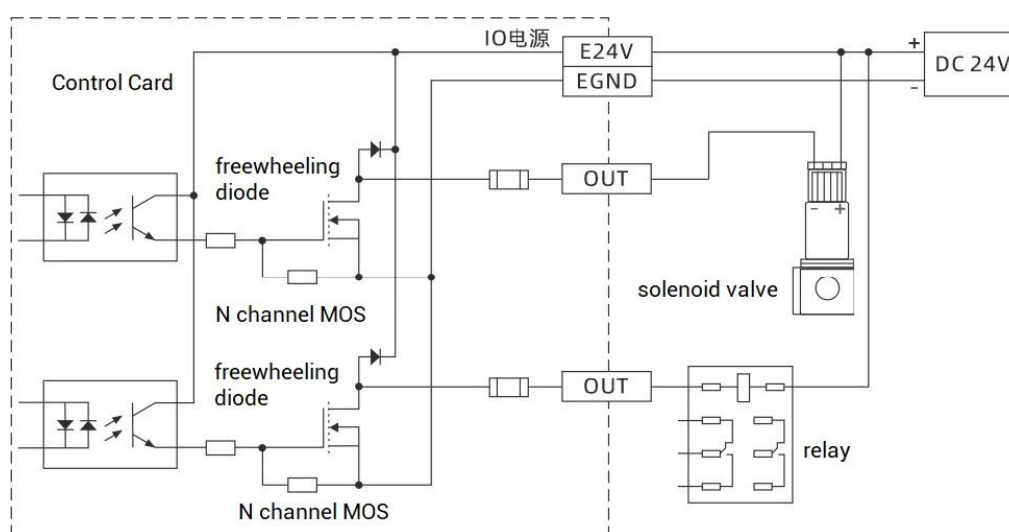 IO电源
E24V
+
DC 24V
EGND
-
Control Card
freewheeling
diode
OUT
- +
solenoid valve
N channel MOS
freewheeling
diode
OUT
relay
N channel MOS